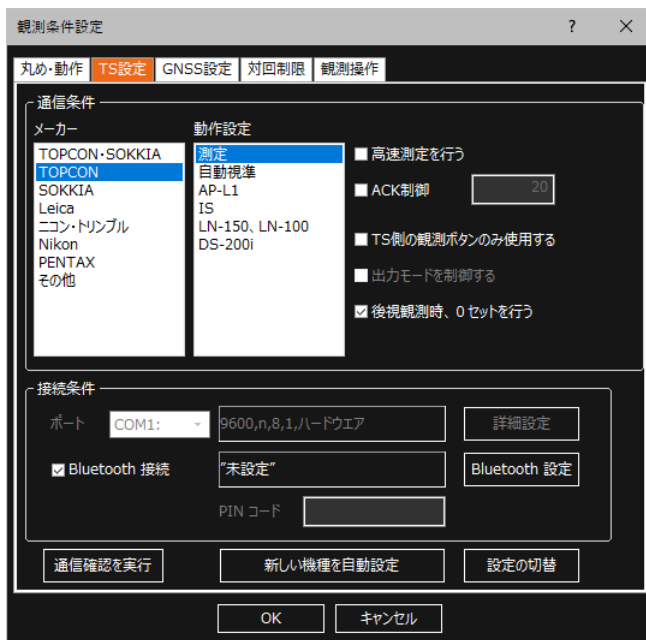 観測条件設定
? ×
丸め・動作 TS設定 GNSS設定 対回制限 観測操作
通信条件
メーカー
TOPCON・SOKKIA
TOPCON
SOKKIA
Leica
ニコン・トリンブル
Nikon
PENTAX
その他
動作設定
測定
自動視準
AP-L1
IS
LN-150、LN-100
DS-200i
高速測定を行う
ACK制御 20
TS側の観測ボタンのみ使用する
出力モードを制御する
後視観測時、0セットを行う
接続条件
ポート COM1: 9600,n,8,1,ハードウエア 詳細設定
Bluetooth 接続 "未設定" Bluetooth 設定
PIN コード
通信確認を実行 新しい機種を自動設定 設定の切替
OK キャンセル